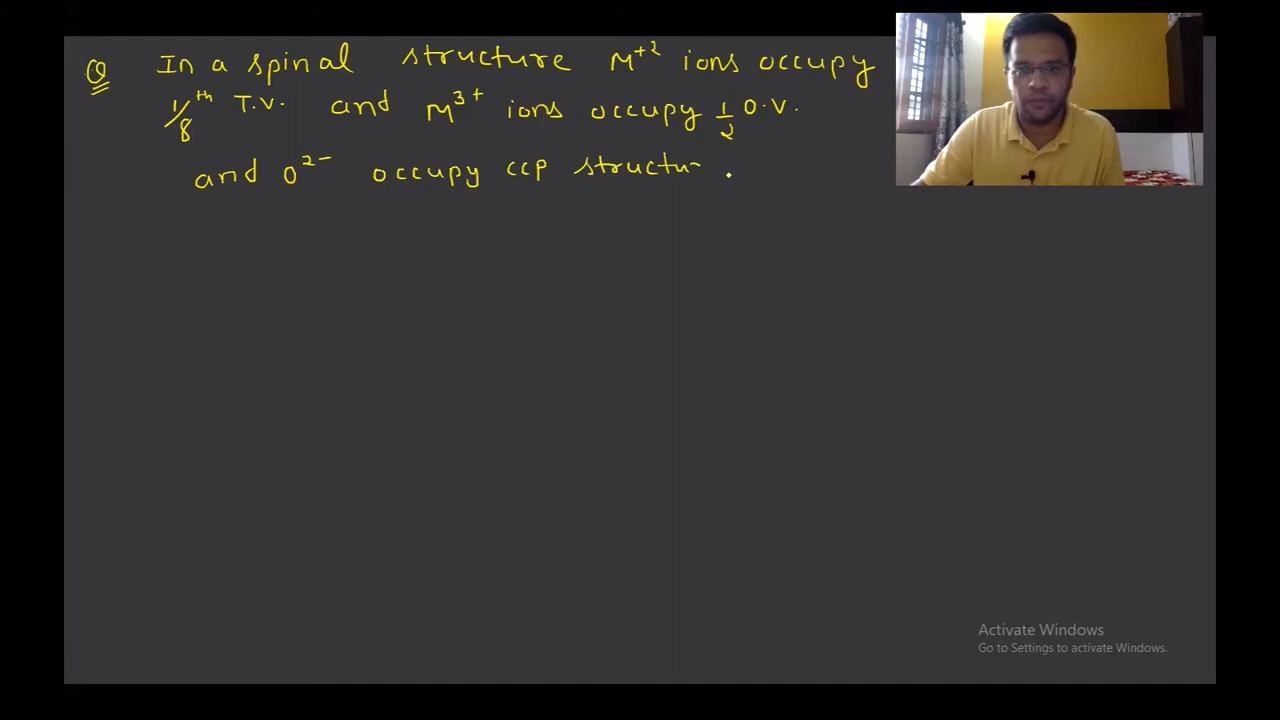 Q In a spinal structure M⁺² ions occupy
1/8ᵗʰ T.V. and M³⁺ ions occupy 1/2 O.V.
and O²⁻ occupy ccp structur
Activate Windows
Go to Settings to activate Windows.